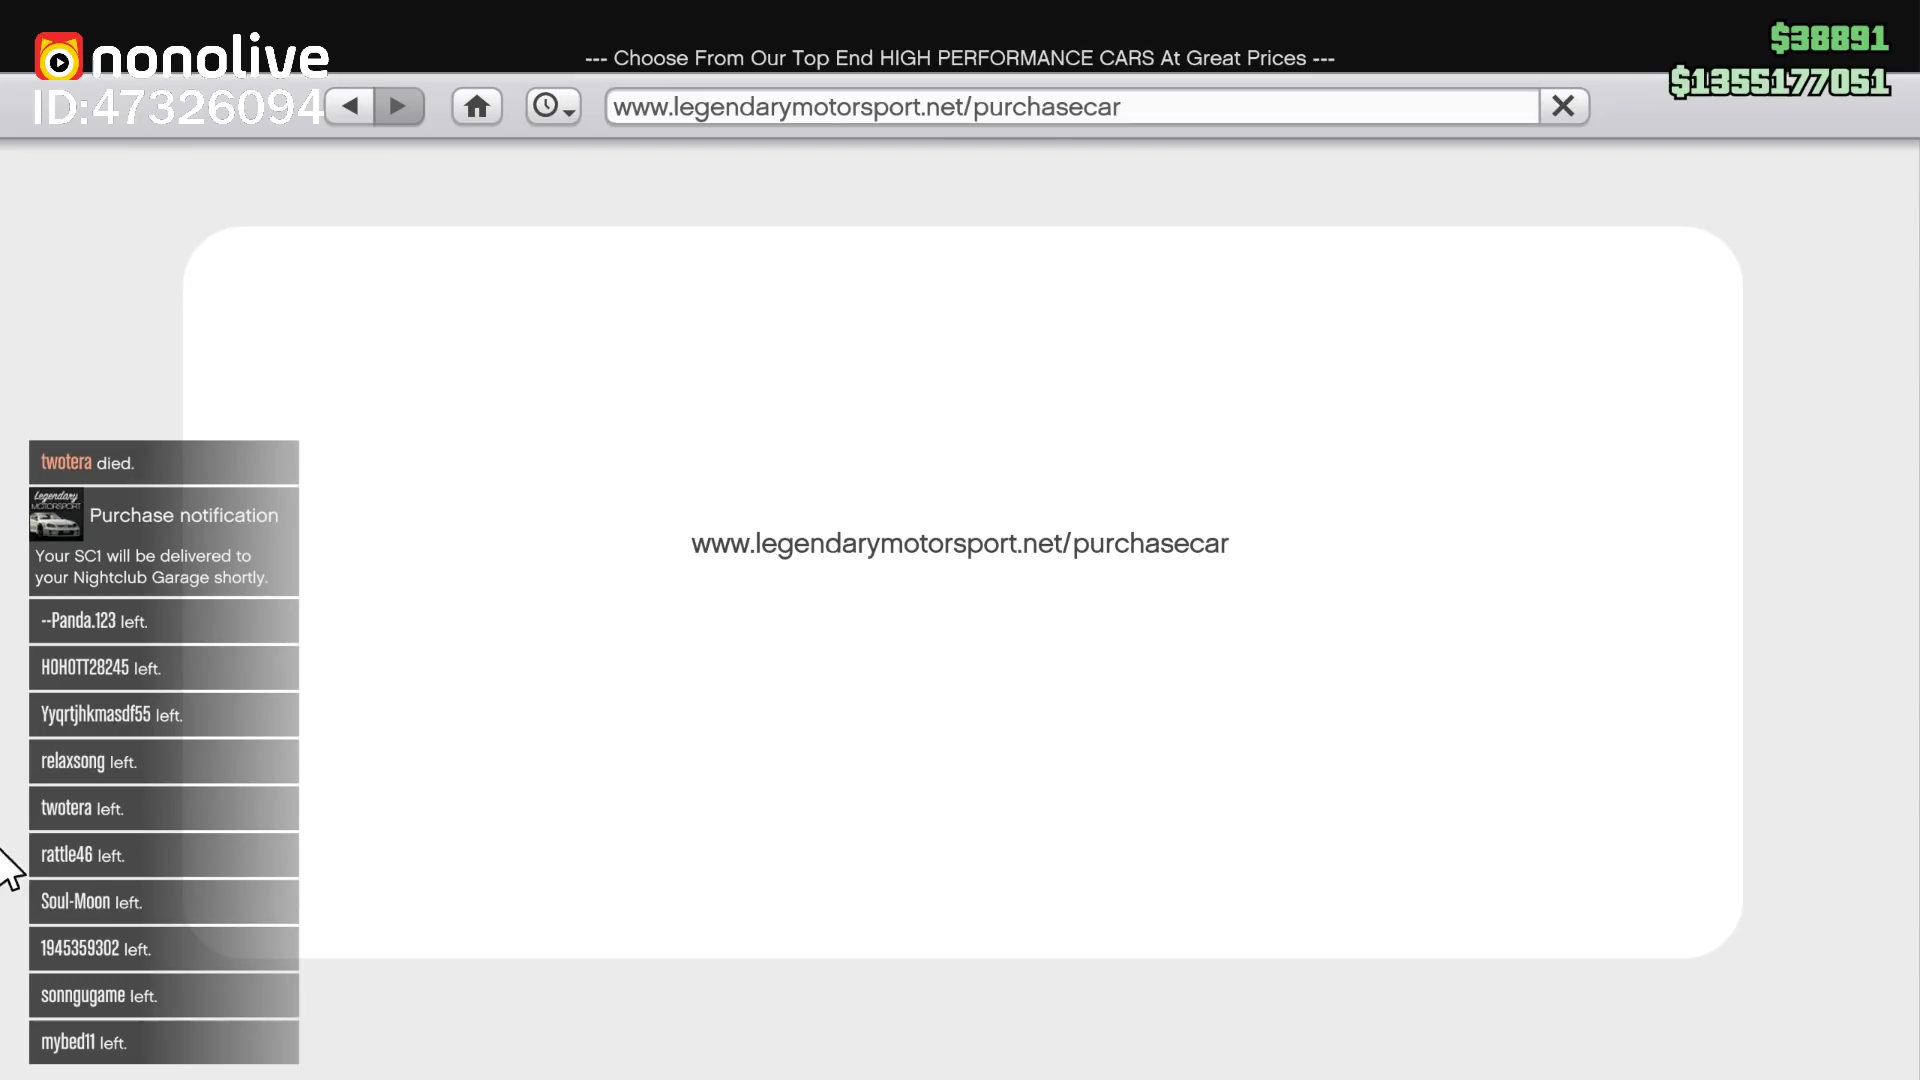 nonolive
ID:47326094
--- Choose From Our Top End HIGH PERFORMANCE CARS At Great Prices ---
$38891
$1355177051
www.legendarymotorsport.net/purchasecar
www.legendarymotorsport.net/purchasecar
twotera died.
Legendary
MOTORSPORT
Purchase notification
Your SC1 will be delivered to
your Nightclub Garage shortly.
--Panda.123 left.
HOHOTT28245 left.
Yyqrtjhkmasdf55 left.
relaxsong left.
twotera left.
rattle46 left.
Soul-Moon left.
1945359302 left.
sonngugame left.
mybed11 left.